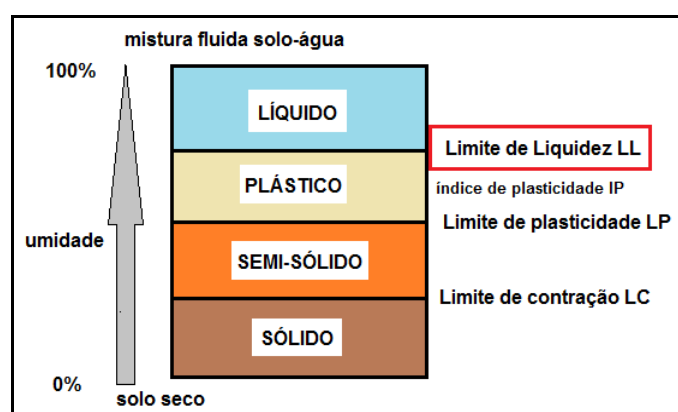 mistura fluida solo-água
100%
LÍQUIDO
Limite de Liquidez LL
PLÁSTICO
índice de plasticidade IP
Limite de plasticidade LP
umidade
SEMI-SÓLIDO
Limite de contração LC
SÓLIDO
0%
solo seco